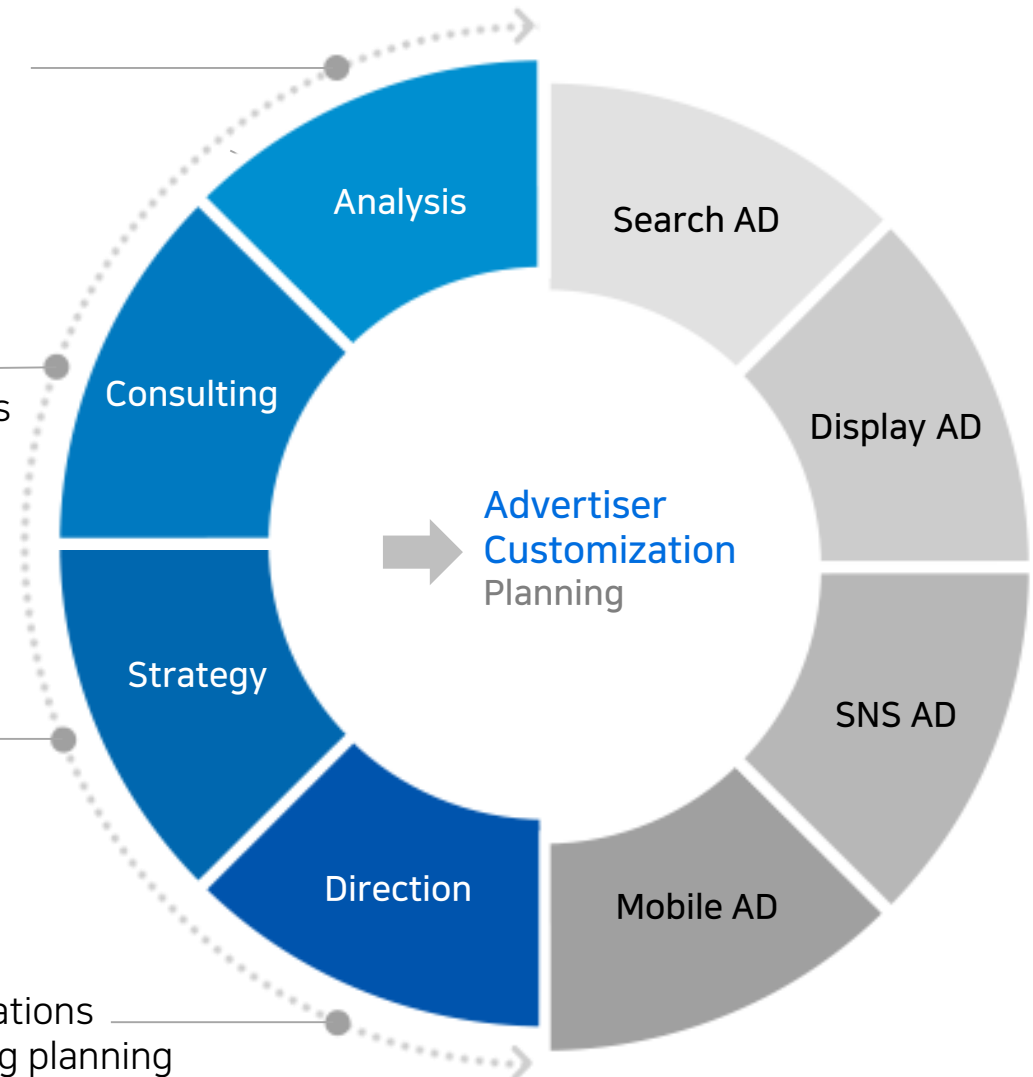 Analysis
Search AD
Consulting
s
Display AD
Advertiser
Customization
Planning
Strategy
SNS AD
Direction
Mobile AD
ations
g planning